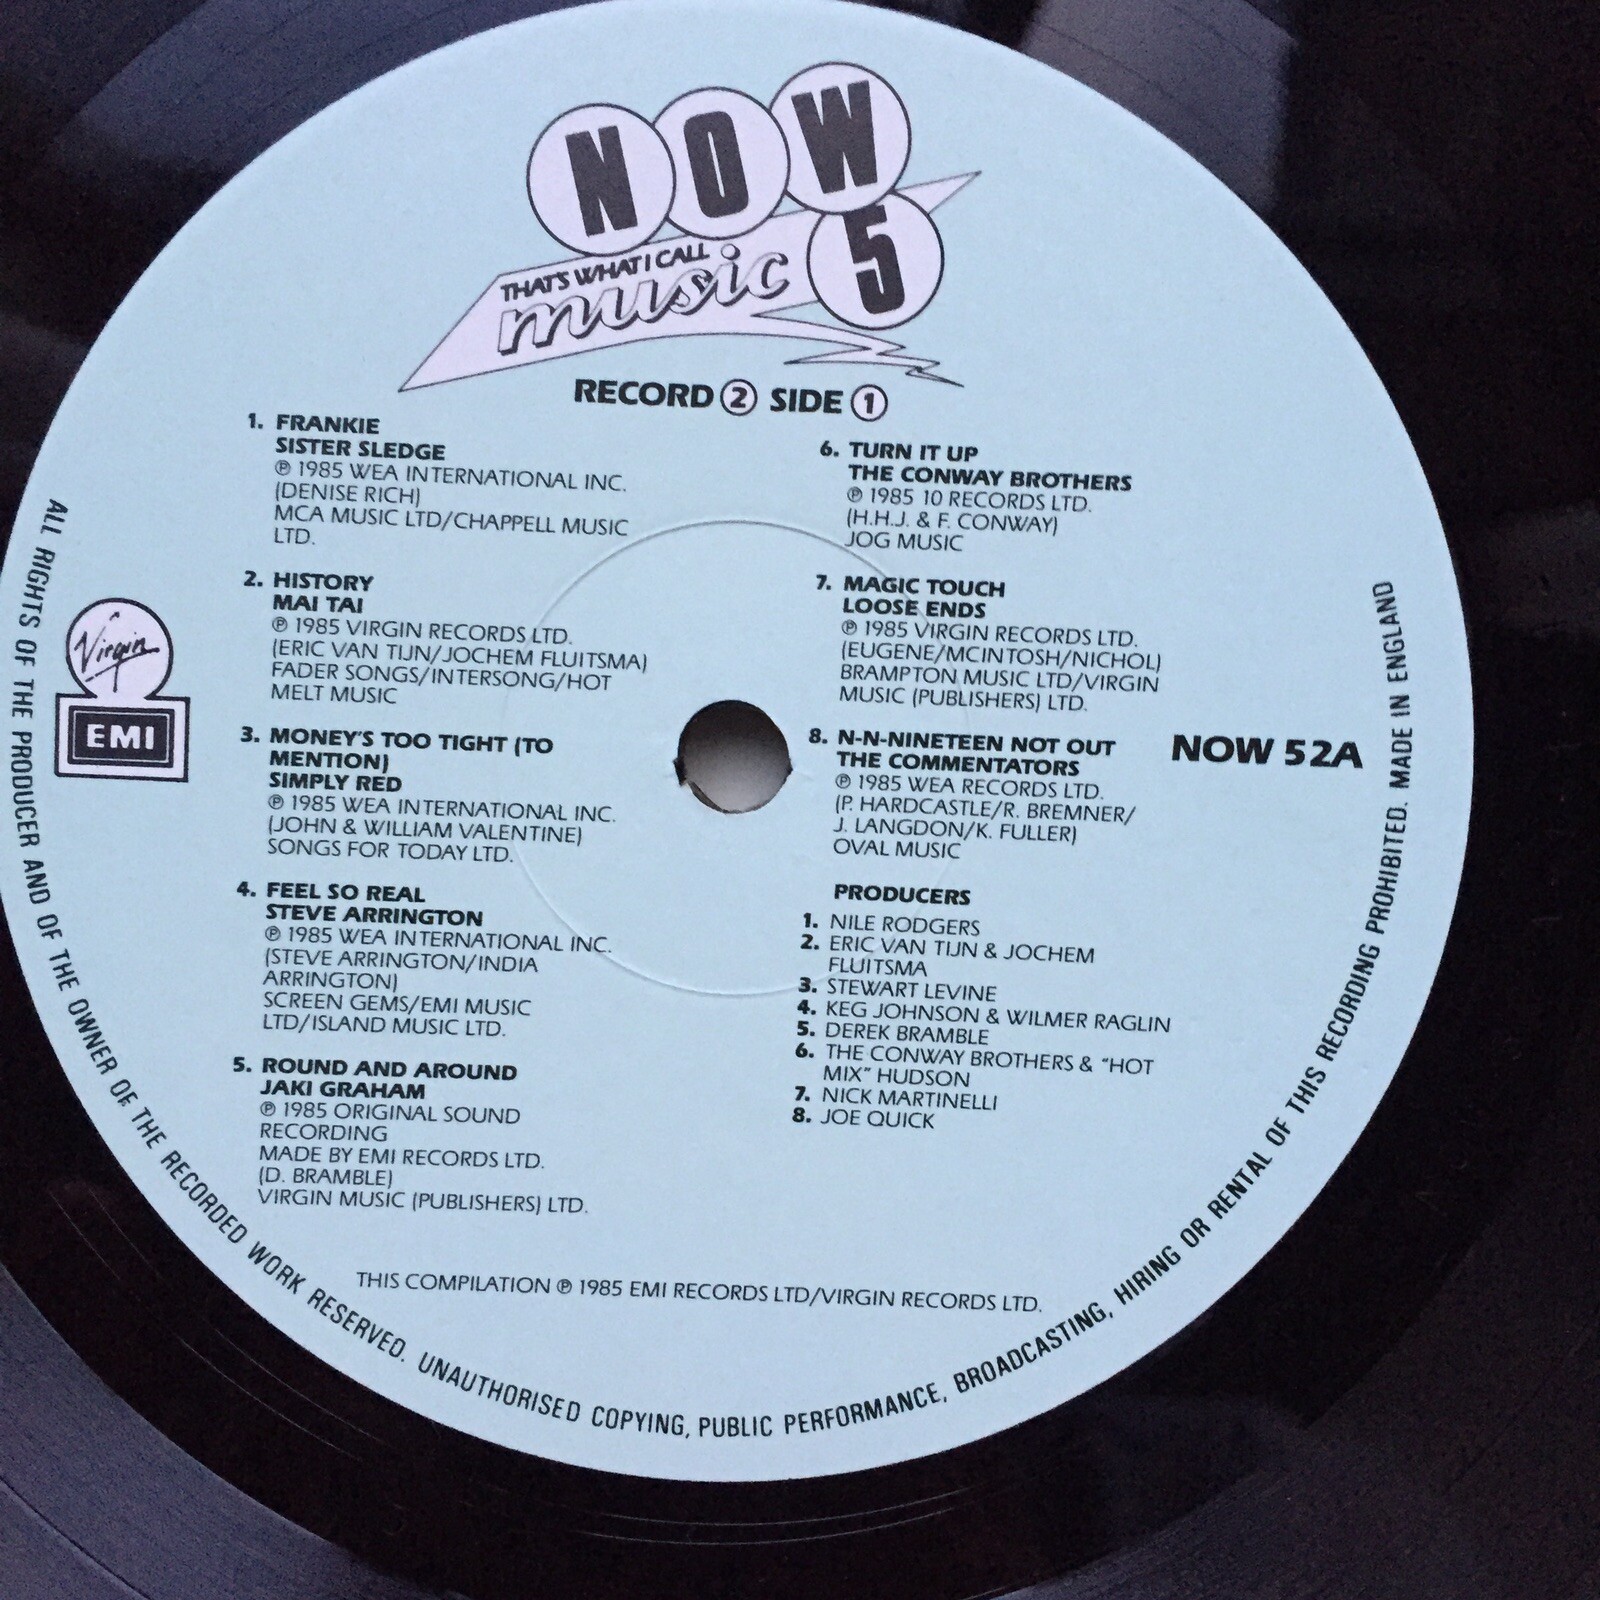 NOW 5
THAT'S WHAT I CALL
music
RECORD 2 SIDE 1
1. FRANKIE
SISTER SLEDGE
℗ 1985 WEA INTERNATIONAL INC.
(DENISE RICH)
MCA MUSIC LTD/CHAPPELL MUSIC
LTD.
2. HISTORY
MAI TAI
℗ 1985 VIRGIN RECORDS LTD.
(ERIC VAN TIJN/JOCHEM FLUITSMA)
FADER SONGS/INTERSONG/HOT
MELT MUSIC
3. MONEY'S TOO TIGHT (TO
MENTION)
SIMPLY RED
℗ 1985 WEA INTERNATIONAL INC.
(JOHN & WILLIAM VALENTINE)
SONGS FOR TODAY LTD.
4. FEEL SO REAL
STEVE ARRINGTON
℗ 1985 WEA INTERNATIONAL INC.
(STEVE ARRINGTON/INDIA
ARRINGTON)
SCREEN GEMS/EMI MUSIC
LTD/ISLAND MUSIC LTD.
5. ROUND AND AROUND
JAKI GRAHAM
℗ 1985 ORIGINAL SOUND
RECORDING
MADE BY EMI RECORDS LTD.
(D. BRAMBLE)
VIRGIN MUSIC (PUBLISHERS) LTD.
6. TURN IT UP
THE CONWAY BROTHERS
℗ 1985 10 RECORDS LTD.
(H.H.J. & F. CONWAY)
JOG MUSIC
7. MAGIC TOUCH
LOOSE ENDS
℗ 1985 VIRGIN RECORDS LTD.
(EUGENE/MCINTOSH/NICHOL)
BRAMPTON MUSIC LTD/VIRGIN
MUSIC (PUBLISHERS) LTD.
8. N-N-NINETEEN NOT OUT
THE COMMENTATORS
℗ 1985 WEA RECORDS LTD.
(P. HARDCASTLE/R. BREMNER/
J. LANGDON/K. FULLER)
OVAL MUSIC
PRODUCERS
1. NILE RODGERS
2. ERIC VAN TIJN & JOCHEM
FLUITSMA
3. STEWART LEVINE
4. KEG JOHNSON & WILMER RAGLIN
5. DEREK BRAMBLE
6. THE CONWAY BROTHERS & "HOT
MIX" HUDSON
7. NICK MARTINELLI
8. JOE QUICK
NOW 52A
Virgin
EMI
THIS COMPILATION ℗ 1985 EMI RECORDS LTD/VIRGIN RECORDS LTD.
ALL RIGHTS OF THE PRODUCER AND OF THE OWNER OF THE RECORDED WORK RESERVED. UNAUTHORISED COPYING, PUBLIC PERFORMANCE, BROADCASTING, HIRING OR RENTAL OF THIS RECORDING PROHIBITED. MADE IN ENGLAND